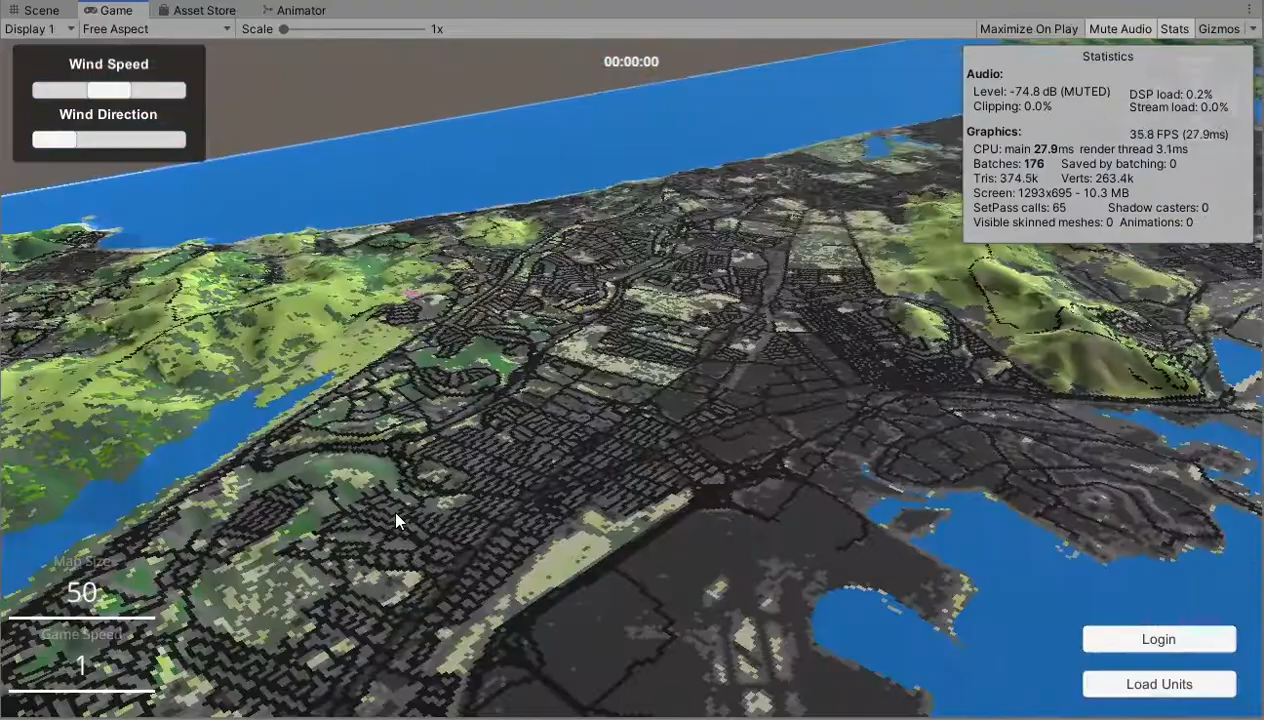 Scene Game Asset Store Animator
Display 1 Free Aspect Scale 1x Maximize On Play Mute Audio Stats Gizmos
Wind Speed
Wind Direction
00:00:00
Statistics
Audio:
Level: -74.8 dB (MUTED) DSP load: 0.2%
Clipping: 0.0% Stream load: 0.0%
Graphics: 35.8 FPS (27.9ms)
CPU: main 27.9ms render thread 3.1ms
Batches: 176 Saved by batching: 0
Tris: 374.5k Verts: 263.4k
Screen: 1293x695 - 10.3 MB
SetPass calls: 65 Shadow casters: 0
Visible skinned meshes: 0 Animations: 0
Map Size
50
Game Speed
1
Login
Load Units